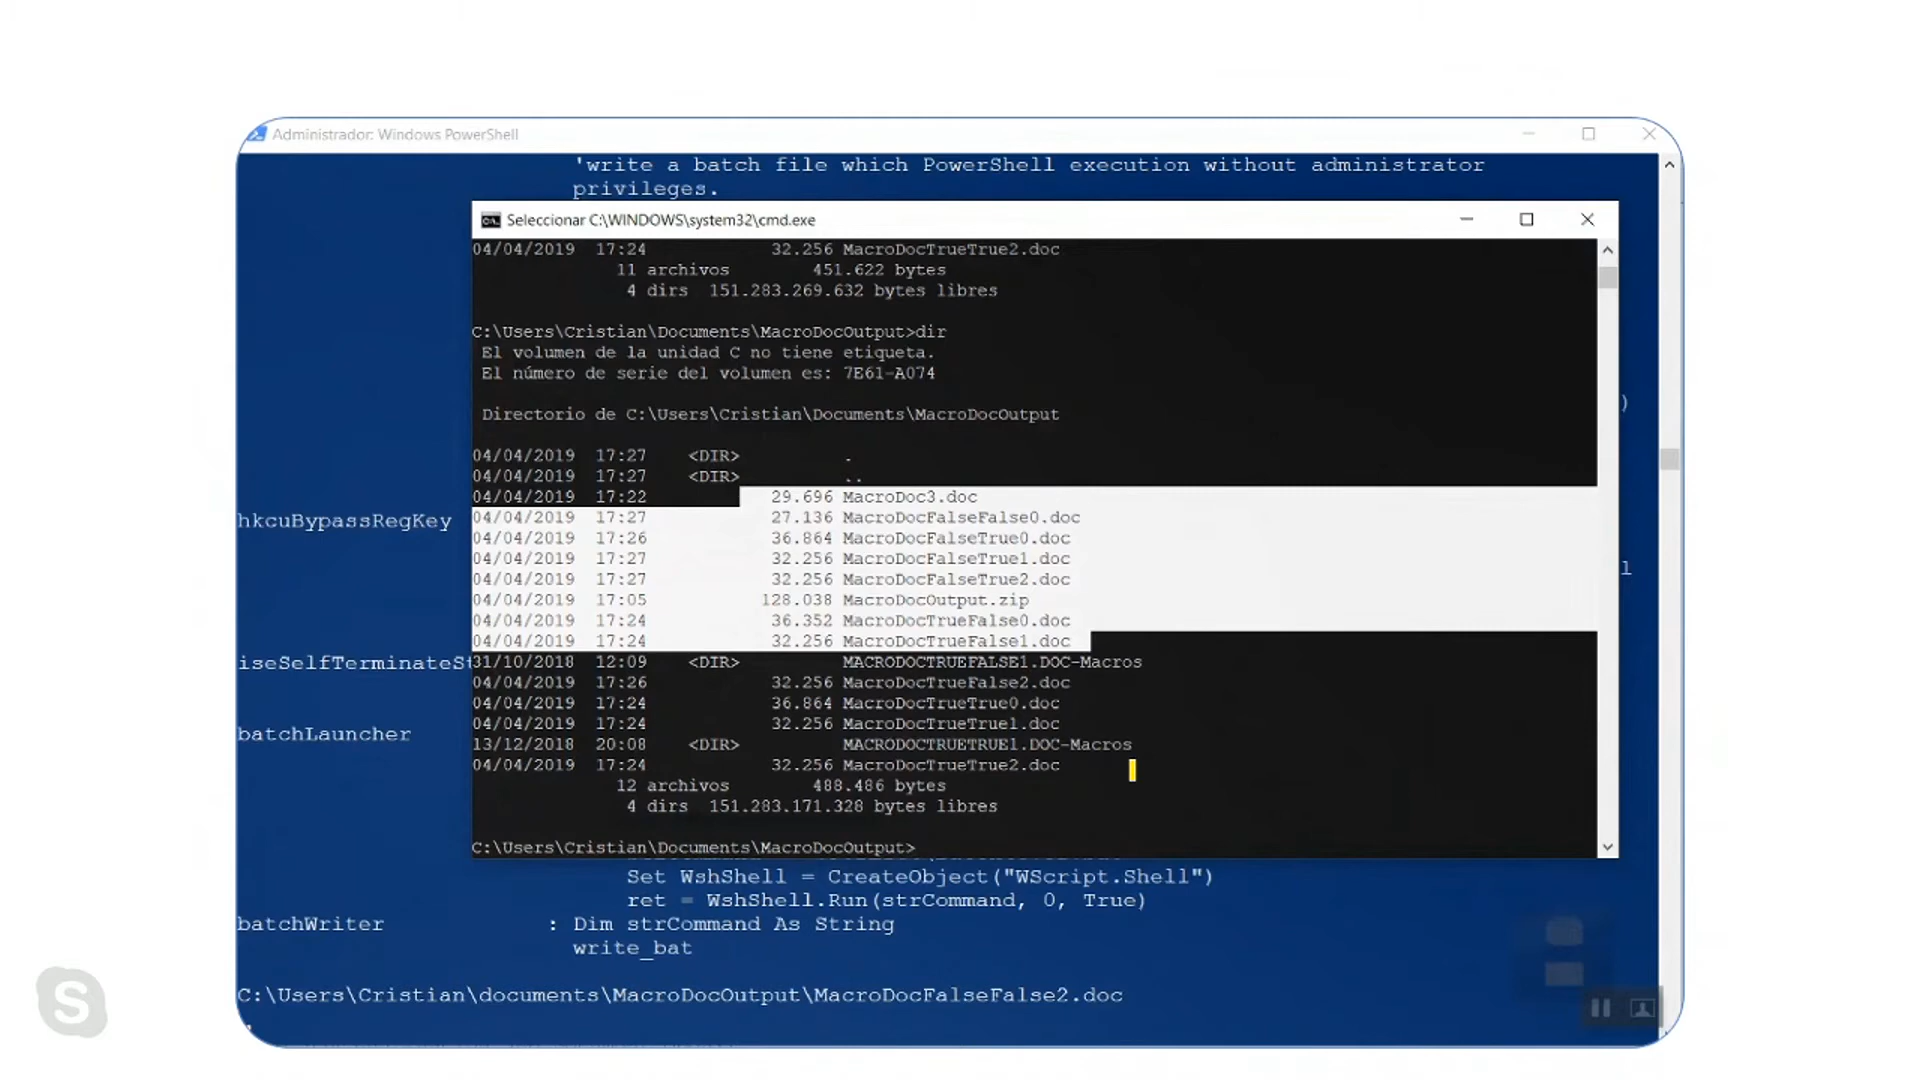 Administrador: Windows PowerShell
'write a batch file which PowerShell execution without administrator
privileges.
Seleccionar C:\WINDOWS\system32\cmd.exe
04/04/2019 17:24 32.256 MacroDocTrueTrue2.doc
11 archivos 451.622 bytes
4 dirs 151.283.269.632 bytes libres
C:\Users\Cristian\Documents\MacroDocOutput>dir
El volumen de la unidad C no tiene etiqueta.
El número de serie del volumen es: 7E61-A074
Directorio de C:\Users\Cristian\Documents\MacroDocOutput
)
04/04/2019 17:27 <DIR> .
04/04/2019 17:27 <DIR> ..
04/04/2019 17:22 29.696 MacroDoc3.doc
04/04/2019 17:27 27.136 MacroDocFalseFalse0.doc
hkcuBypassRegKey
04/04/2019 17:26 36.864 MacroDocFalseTrue0.doc
04/04/2019 17:27 32.256 MacroDocFalseTrue1.doc
l
04/04/2019 17:27 32.256 MacroDocFalseTrue2.doc
04/04/2019 17:05 128.038 MacroDocOutput.zip
04/04/2019 17:24 36.352 MacroDocTrueFalse0.doc
04/04/2019 17:24 32.256 MacroDocTrueFalse1.doc
iseSelfTerminateSt
31/10/2018 12:09 <DIR> MACRODOCTRUEFALSE1.DOC-Macros
04/04/2019 17:26 32.256 MacroDocTrueFalse2.doc
04/04/2019 17:24 36.864 MacroDocTrueTrue0.doc
04/04/2019 17:24 32.256 MacroDocTrueTrue1.doc
batchLauncher
13/12/2018 20:08 <DIR> MACRODOCTRUETRUE1.DOC-Macros
04/04/2019 17:24 32.256 MacroDocTrueTrue2.doc
12 archivos 488.486 bytes
4 dirs 151.283.171.328 bytes libres
C:\Users\Cristian\Documents\MacroDocOutput>
Set WshShell = CreateObject("WScript.Shell")
ret = WshShell.Run(strCommand, 0, True)
batchWriter : Dim strCommand As String
write_bat
C:\Users\Cristian\documents\MacroDocOutput\MacroDocFalseFalse2.doc